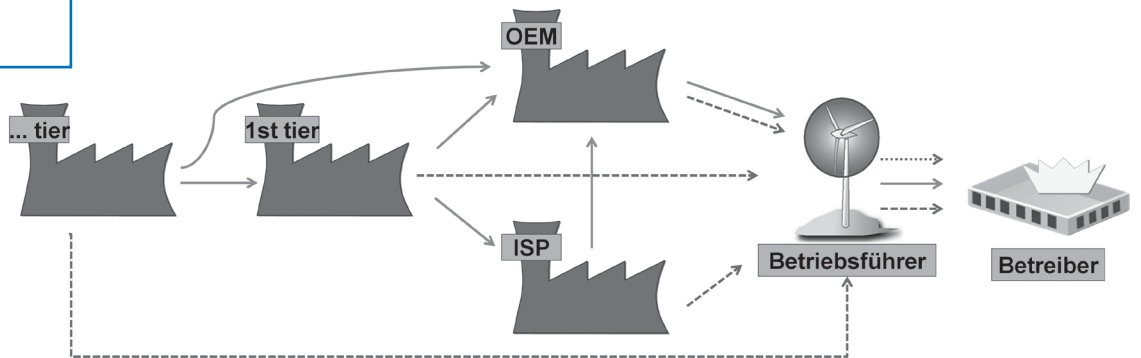 OEM
... tier
1st tier
ISP
Betriebsführer
Betreiber